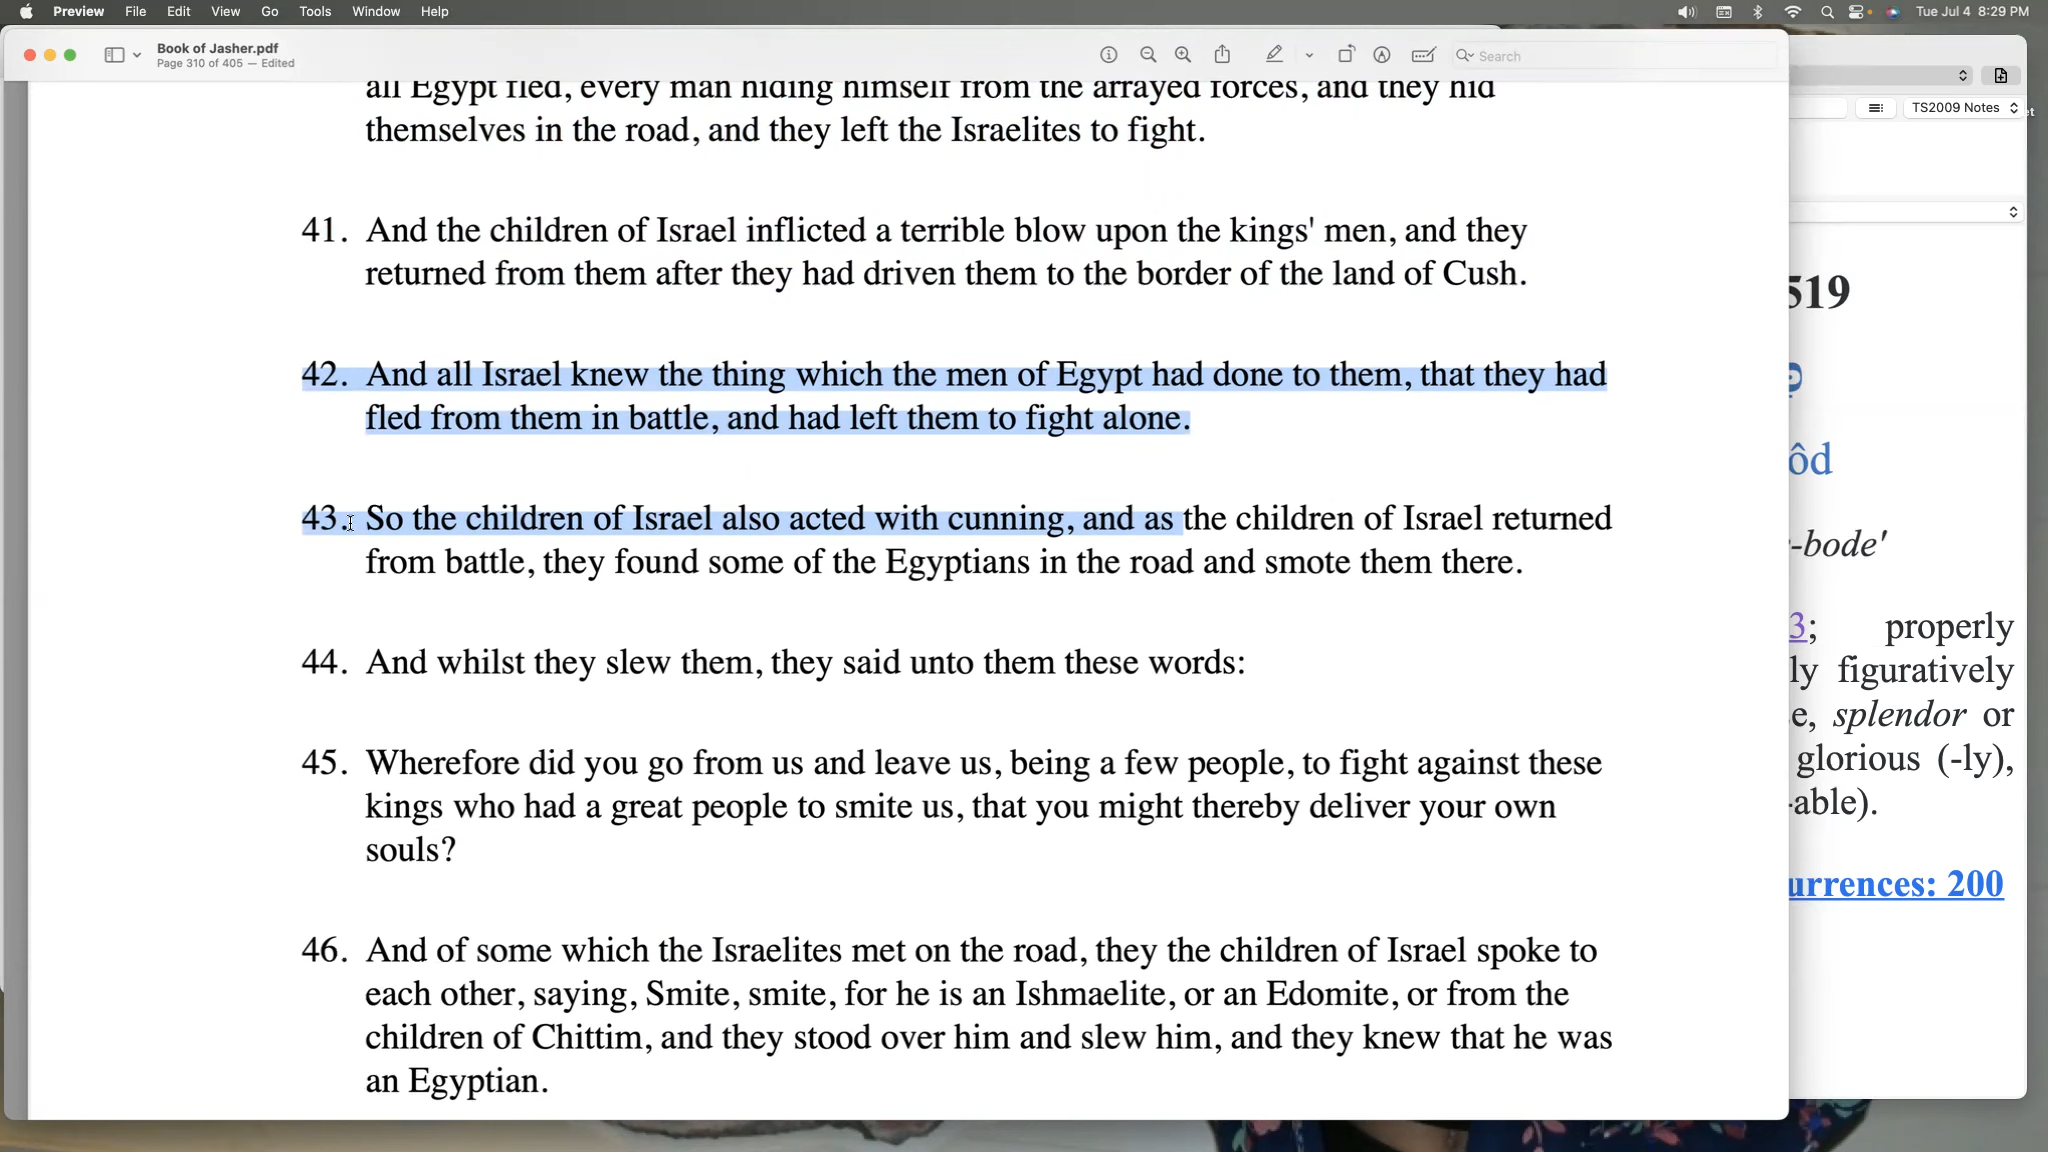 Preview File Edit View Go Tools Window Help Tue Jul 4 8:29 PM
Book of Jasher.pdf
Page 310 of 405 — Edited
Search
TS2009 Notes
all Egypt fled, every man hiding himself from the arrayed forces, and they hid
themselves in the road, and they left the Israelites to fight.
41. And the children of Israel inflicted a terrible blow upon the kings' men, and they
returned from them after they had driven them to the border of the land of Cush.
42. And all Israel knew the thing which the men of Egypt had done to them, that they had
fled from them in battle, and had left them to fight alone.
43. So the children of Israel also acted with cunning, and as the children of Israel returned
from battle, they found some of the Egyptians in the road and smote them there.
44. And whilst they slew them, they said unto them these words:
45. Wherefore did you go from us and leave us, being a few people, to fight against these
kings who had a great people to smite us, that you might thereby deliver your own
souls?
46. And of some which the Israelites met on the road, they the children of Israel spoke to
each other, saying, Smite, smite, for he is an Ishmaelite, or an Edomite, or from the
children of Chittim, and they stood over him and slew him, and they knew that he was
an Egyptian.
519
ôd
-bode'
3; properly
ly figuratively
e, splendor or
glorious (-ly),
-able).
urrences: 200